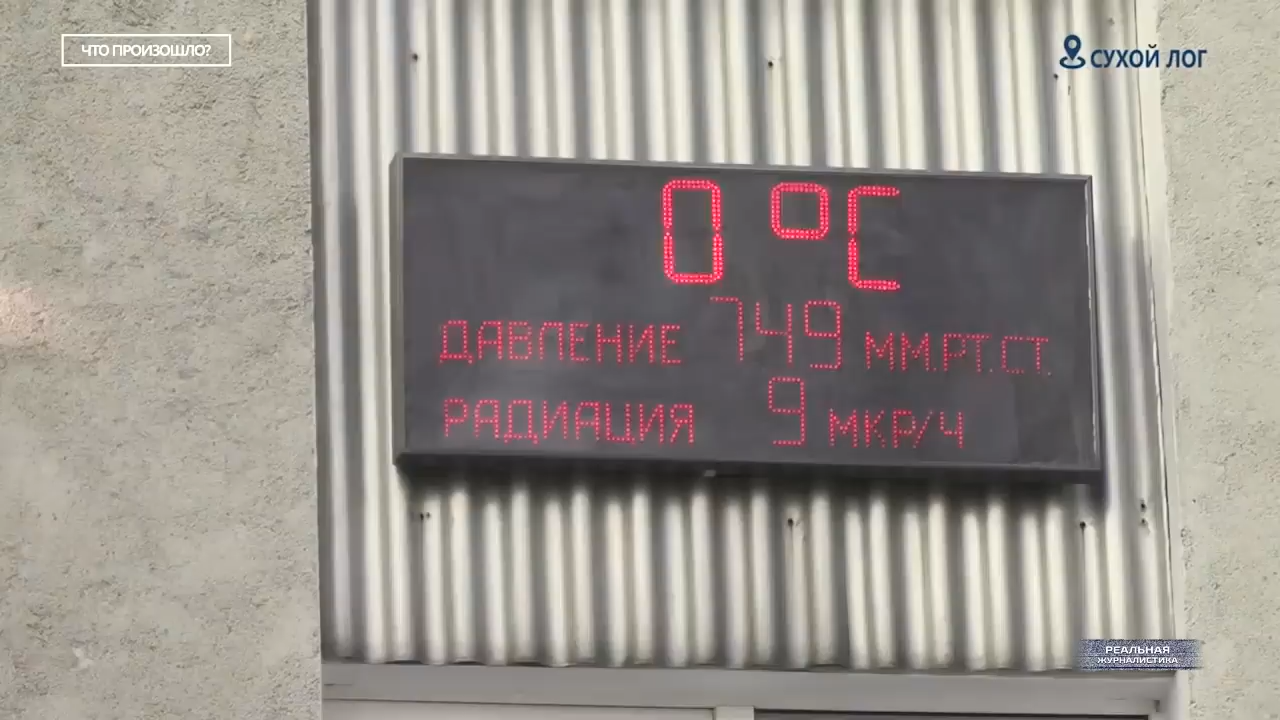 ЧТО ПРОИЗОШЛО?
СУХОЙ ЛОГ
0 °C
ДАВЛЕНИЕ 749 ММ.РТ.СТ.
РАДИАЦИЯ 9 МКР/Ч
РЕАЛЬНАЯ
ЖУРНАЛИСТИКА